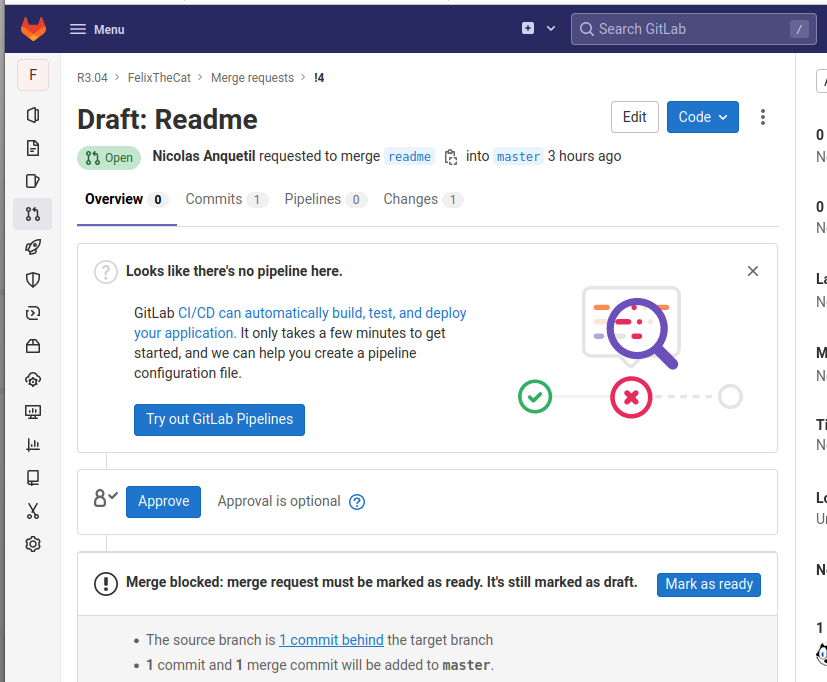 Menu
Search GitLab /
F
R3.04 > FelixTheCat > Merge requests > !4
Draft: Readme
Edit
Code
Open
Nicolas Anquetil requested to merge readme into master 3 hours ago
Overview 0 Commits 1 Pipelines 0 Changes 1
Looks like there's no pipeline here.
GitLab CI/CD can automatically build, test, and deploy
your application. It only takes a few minutes to get
started, and we can help you create a pipeline
configuration file.
Try out GitLab Pipelines
Approve
Approval is optional ?
Merge blocked: merge request must be marked as ready. It's still marked as draft.
Mark as ready
• The source branch is 1 commit behind the target branch
• 1 commit and 1 merge commit will be added to master.
0
0
1